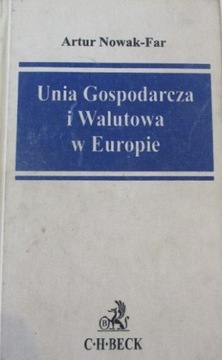 Artur Nowak-Far
Unia Gospodarcza
i Walutowa
w Europie
C·H·BECK